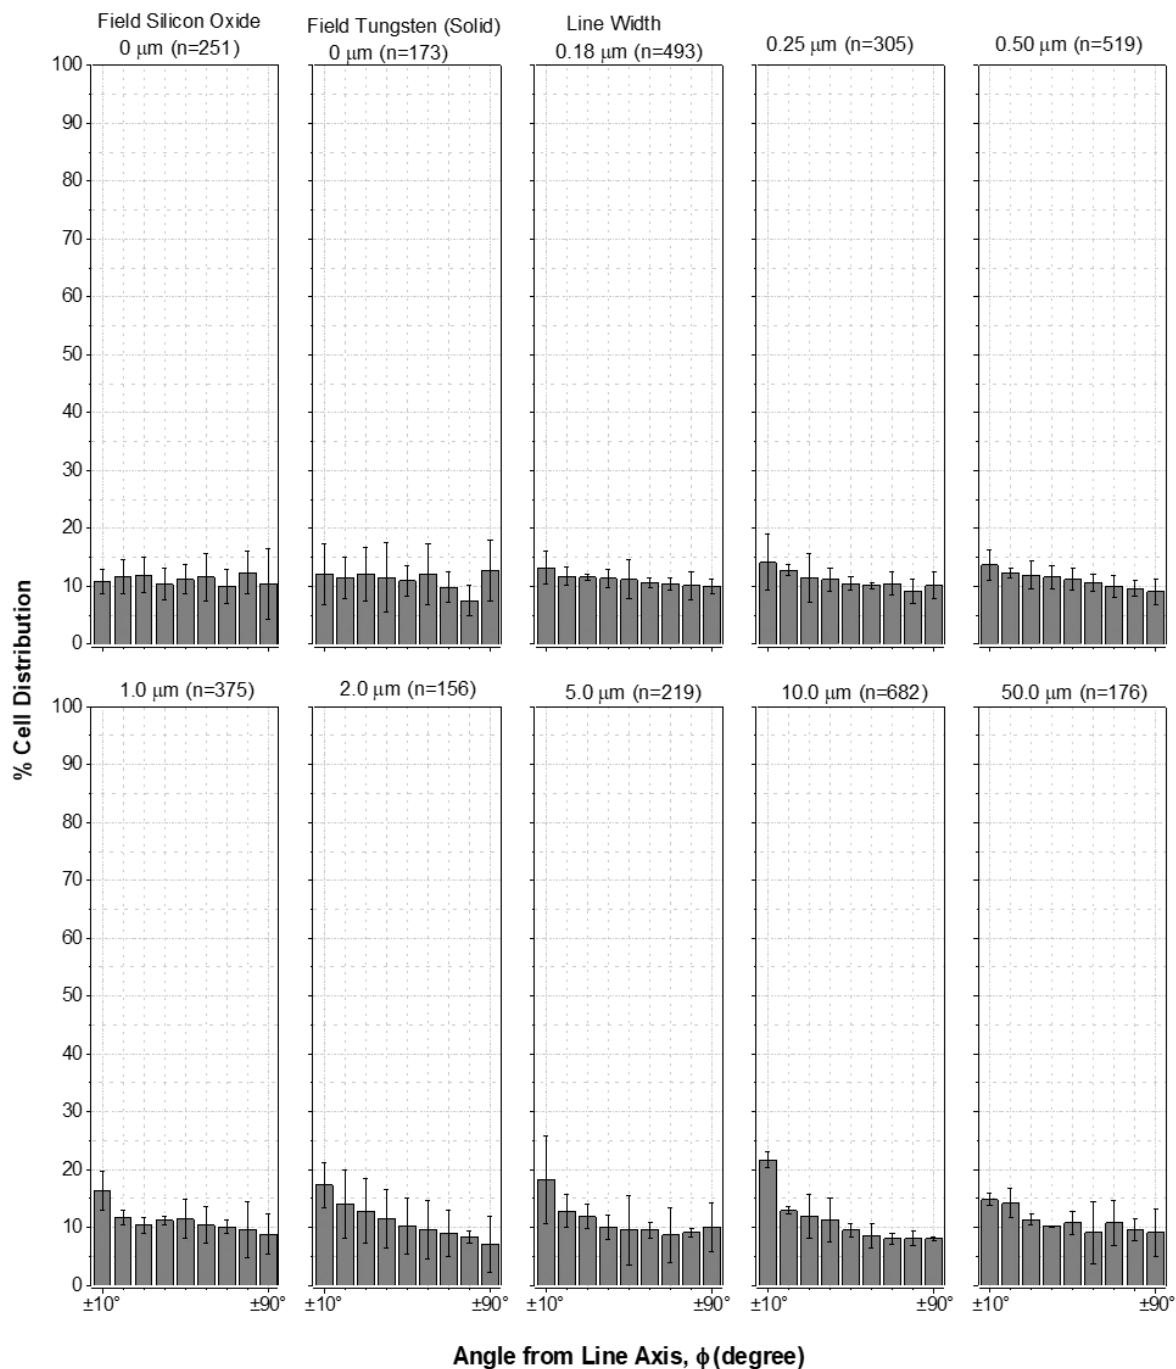 Field Silicon Oxide
0 μm (n=251)
Field Tungsten (Solid)
0 μm (n=173)
Line Width
0.18 μm (n=493)
0.25 μm (n=305)
0.50 μm (n=519)
100
90
80
70
60
50
40
30
20
10
0
% Cell Distribution
1.0 μm (n=375)
2.0 μm (n=156)
5.0 μm (n=219)
10.0 μm (n=682)
50.0 μm (n=176)
100
90
80
70
60
50
40
30
20
10
0
±10° ±90°
±10° ±90°
±10° ±90°
±10° ±90°
±10° ±90°
Angle from Line Axis, ϕ (degree)